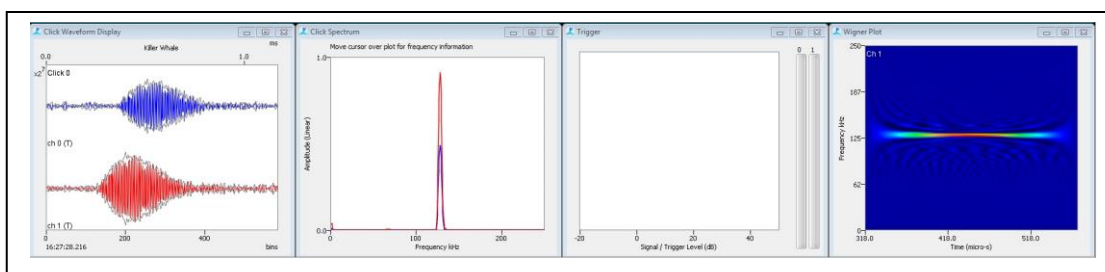 Click Waveform Display
Killer Whale
ms
0.0
1.0
x2^7
Click 0
ch 0 (T)
ch 1 (T)
0
200
400
16:27:28.216
bins
Click Spectrum
Move cursor over plot for frequency information
1.0
Amplitude (Linear)
0.0
0
100
200
Frequency kHz
Trigger
0 1
-20
0
20
40
Signal / Trigger Level (dB)
Wigner Plot
Ch 1
250
187
125
62
0
Frequency kHz
318.0
418.0
518.0
Time (micro-s)